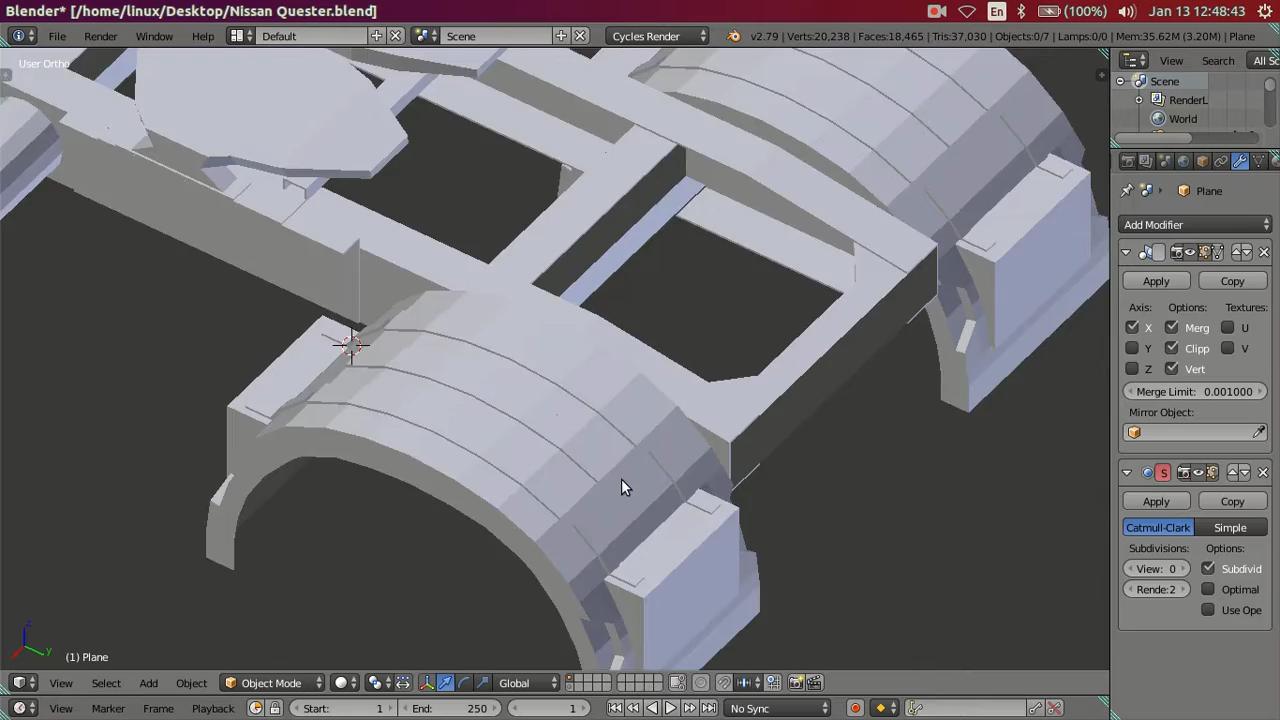 Blender* [/home/linux/Desktop/Nissan Quester.blend]
En (100%) Jan 13 12:48:43
File Render Window Help Default Scene Cycles Render v2.79 | Verts:20,238 | Faces:18,465 | Tris:37,030 | Objects:0/7 | Lamps:0/0 | Mem:35.62M (3.20M) | Plane
User Ortho
View Search All Sc
Scene
RenderL
World
Plane
Add Modifier
Apply Copy
Axis: Options: Textures:
X Merg U
Y Clipp V
Z Vert
Merge Limit: 0.001000
Mirror Object:
S
Apply Copy
Catmull-Clark Simple
Subdivisions: Options:
View: 0 Subdivid
Rende:2 Optimal
Use Ope
z
y
(1) Plane
View Select Add Object Object Mode Global
View Marker Frame Playback Start: 1 End: 250 1 No Sync